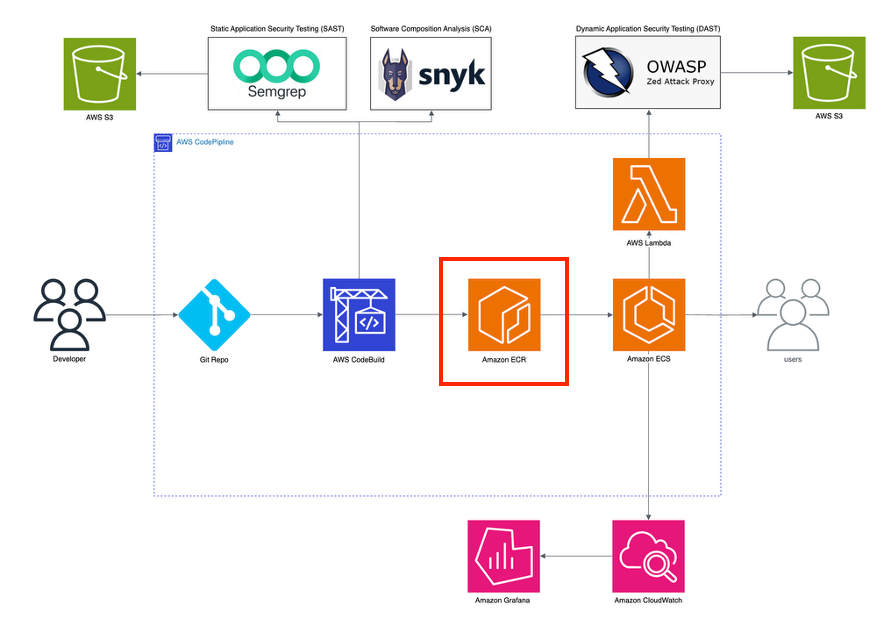 Static Application Security Testing (SAST)
Software Composition Analysis (SCA)
Dynamic Application Security Testing (DAST)
Semgrep
snyk
OWASP
Zed Attack Proxy
AWS S3
AWS S3
AWS CodePipline
AWS Lambda
Developer
Git Repo
AWS CodeBuild
Amazon ECR
Amazon ECS
users
Amazon Grafana
Amazon CloudWatch